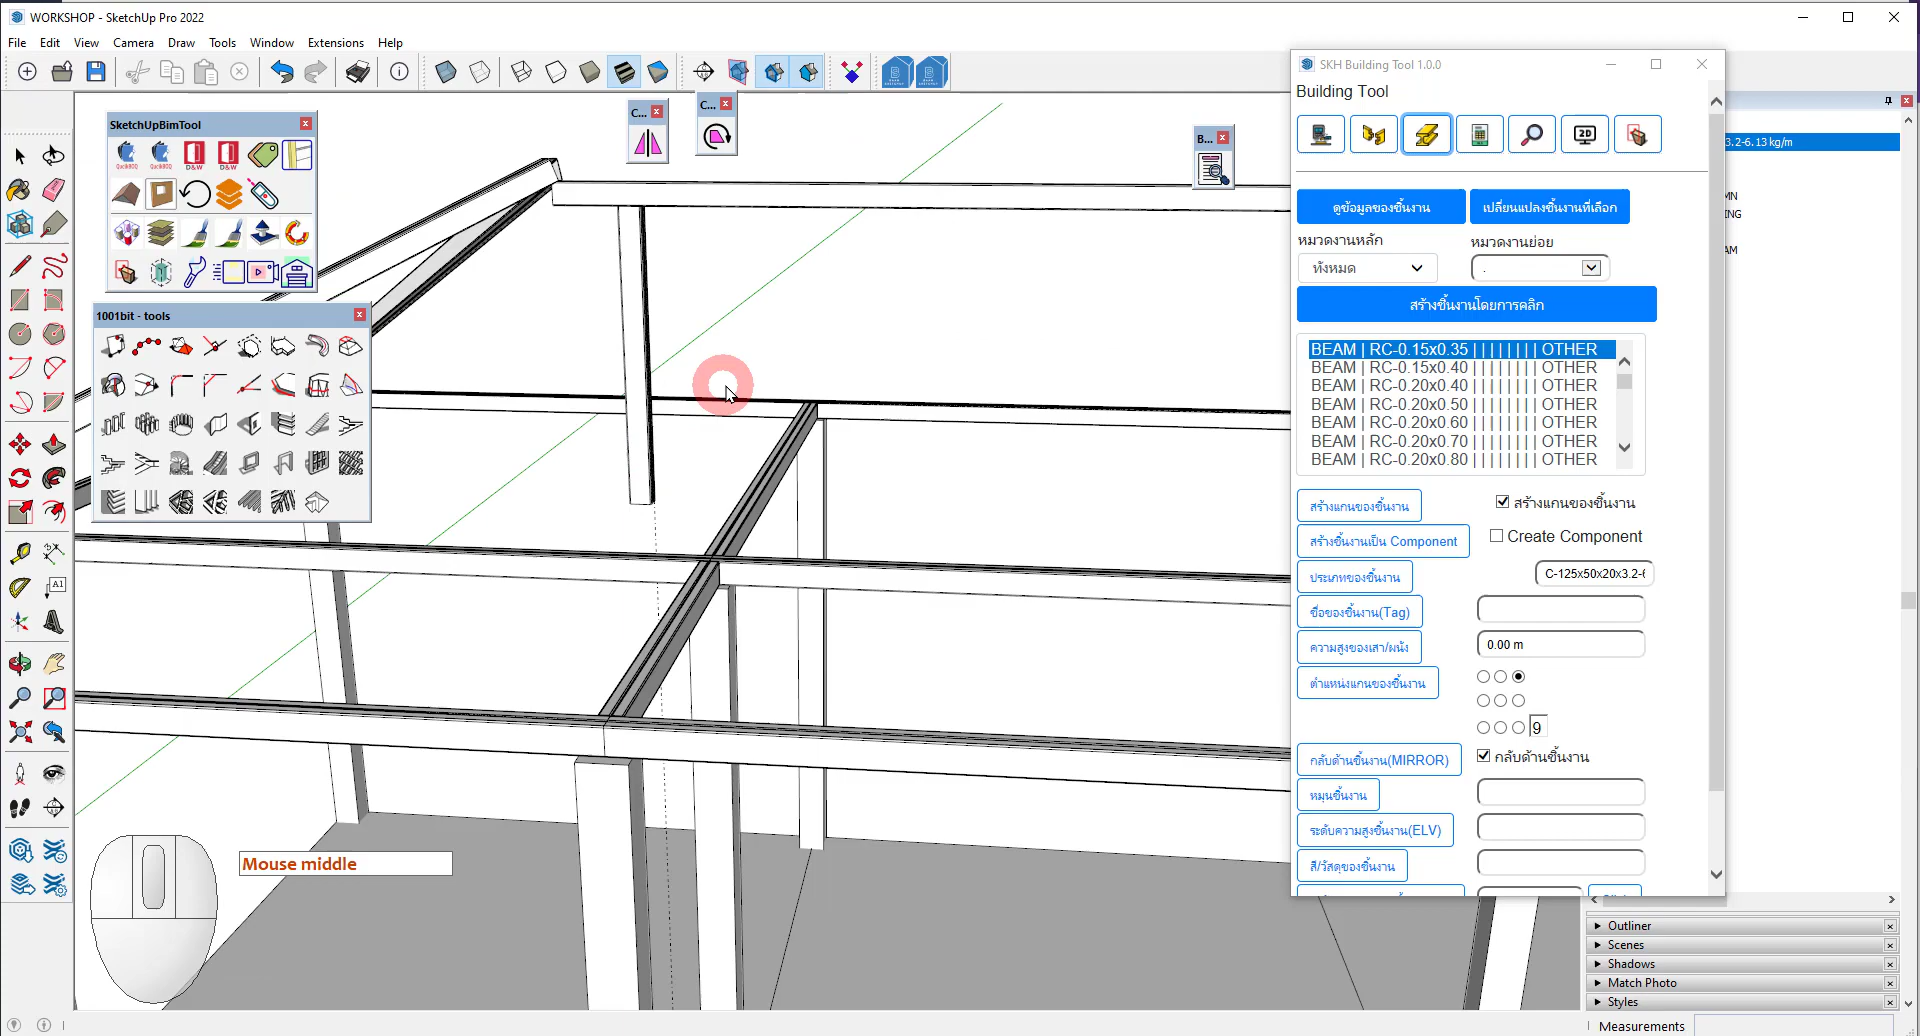 WORKSHOP - SketchUp Pro 2022
File Edit View Camera Draw Tools Window Extensions Help
SKH Building Tool 1.0.0
Building Tool
SketchUpBimTool
C...
C...
B...
D&W
D&W
3.2-6.13 kg/m
MN
NG
AM
ดูข้อมูลของชิ้นงาน
เปลี่ยนแปลงชิ้นงานที่เลือก
หมวดงานหลัก
หมวดงานย่อย
ทั้งหมด
.
สร้างชิ้นงานโดยการคลิก
1001bit - tools
BEAM | RC-0.15x0.35 | | | | | | | | OTHER
BEAM | RC-0.15x0.40 | | | | | | | | OTHER
BEAM | RC-0.20x0.40 | | | | | | | | OTHER
BEAM | RC-0.20x0.50 | | | | | | | | OTHER
BEAM | RC-0.20x0.60 | | | | | | | | OTHER
BEAM | RC-0.20x0.70 | | | | | | | | OTHER
BEAM | RC-0.20x0.80 | | | | | | | | OTHER
สร้างแกนของชิ้นงาน
สร้างแกนของชิ้นงาน
สร้างชิ้นงานเป็น Component
Create Component
ประเภทของชิ้นงาน
C-125x50x20x3.2-6
ชื่อของชิ้นงาน(Tag)
ความสูงของเสา/ผนัง
0.00 m
ตำแหน่งแกนของชิ้นงาน
9
กลับด้านชิ้นงาน(MIRROR)
กลับด้านชิ้นงาน
หมุนชิ้นงาน
ระดับความสูงชิ้นงาน(ELV)
สี/วัสดุของชิ้นงาน
A1
2D
Mouse middle
Outliner
Scenes
Shadows
Match Photo
Styles
Measurements